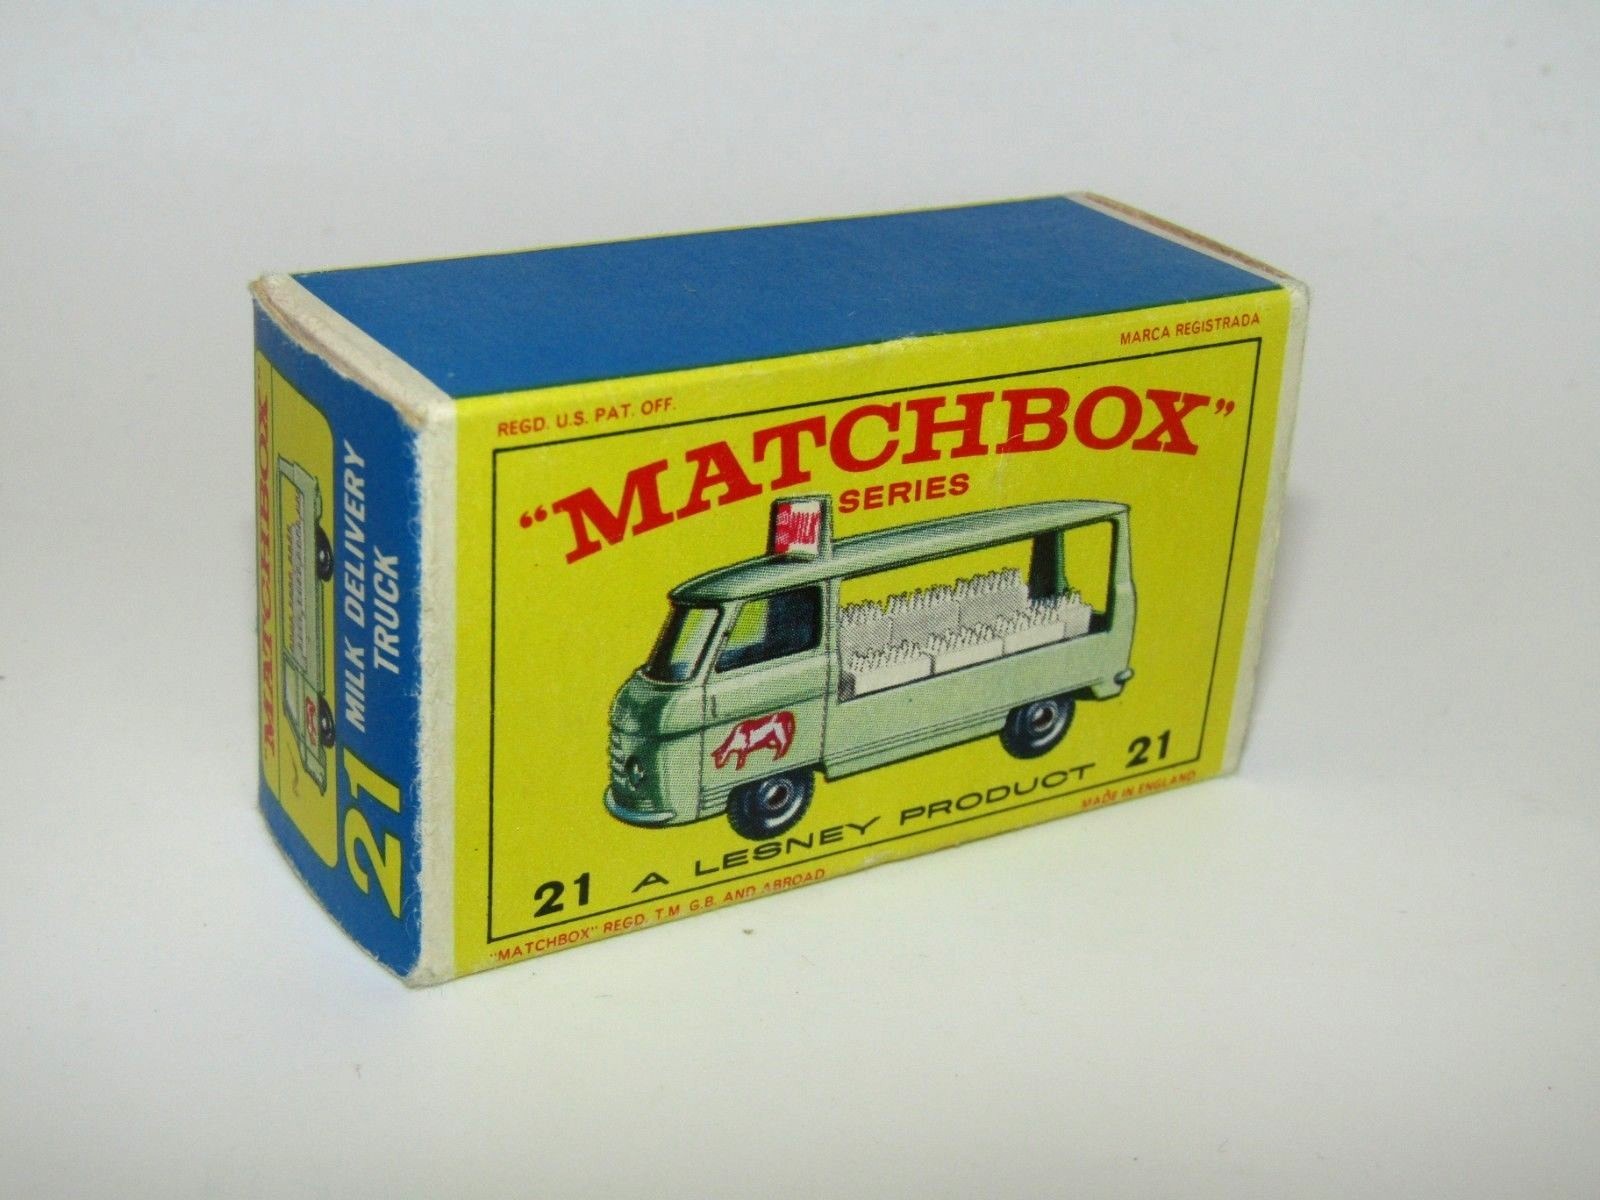 REGD. U.S. PAT. OFF.
MARCA REGISTRADA
"MATCHBOX"
SERIES
MILK
21 A LESNEY PRODUCT 21
"MATCHBOX" REGD. T.M. G.B. AND ABROAD
MADE IN ENGLAND
"MATCHBOX"
21 MILK DELIVERY
TRUCK